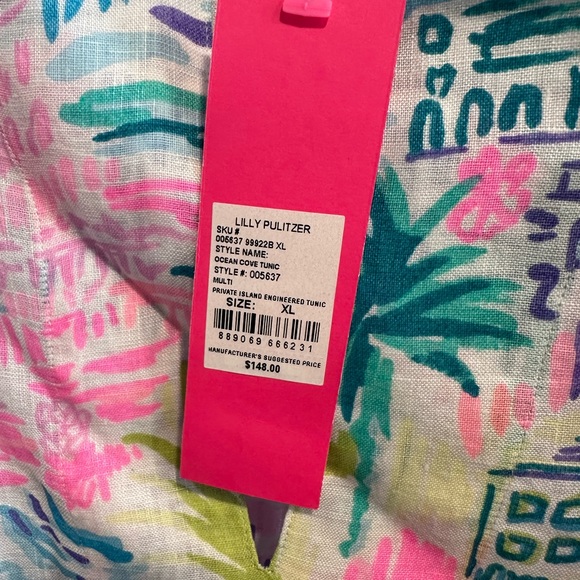 LILLY PULITZER
SKU #
005637 99922B XL
STYLE NAME:
OCEAN COVE TUNIC
STYLE #: 005637
MULTI
PRIVATE ISLAND ENGINEERED TUNIC
SIZE: XL
889069 666231
MANUFACTURER'S SUGGESTED PRICE
$148.00